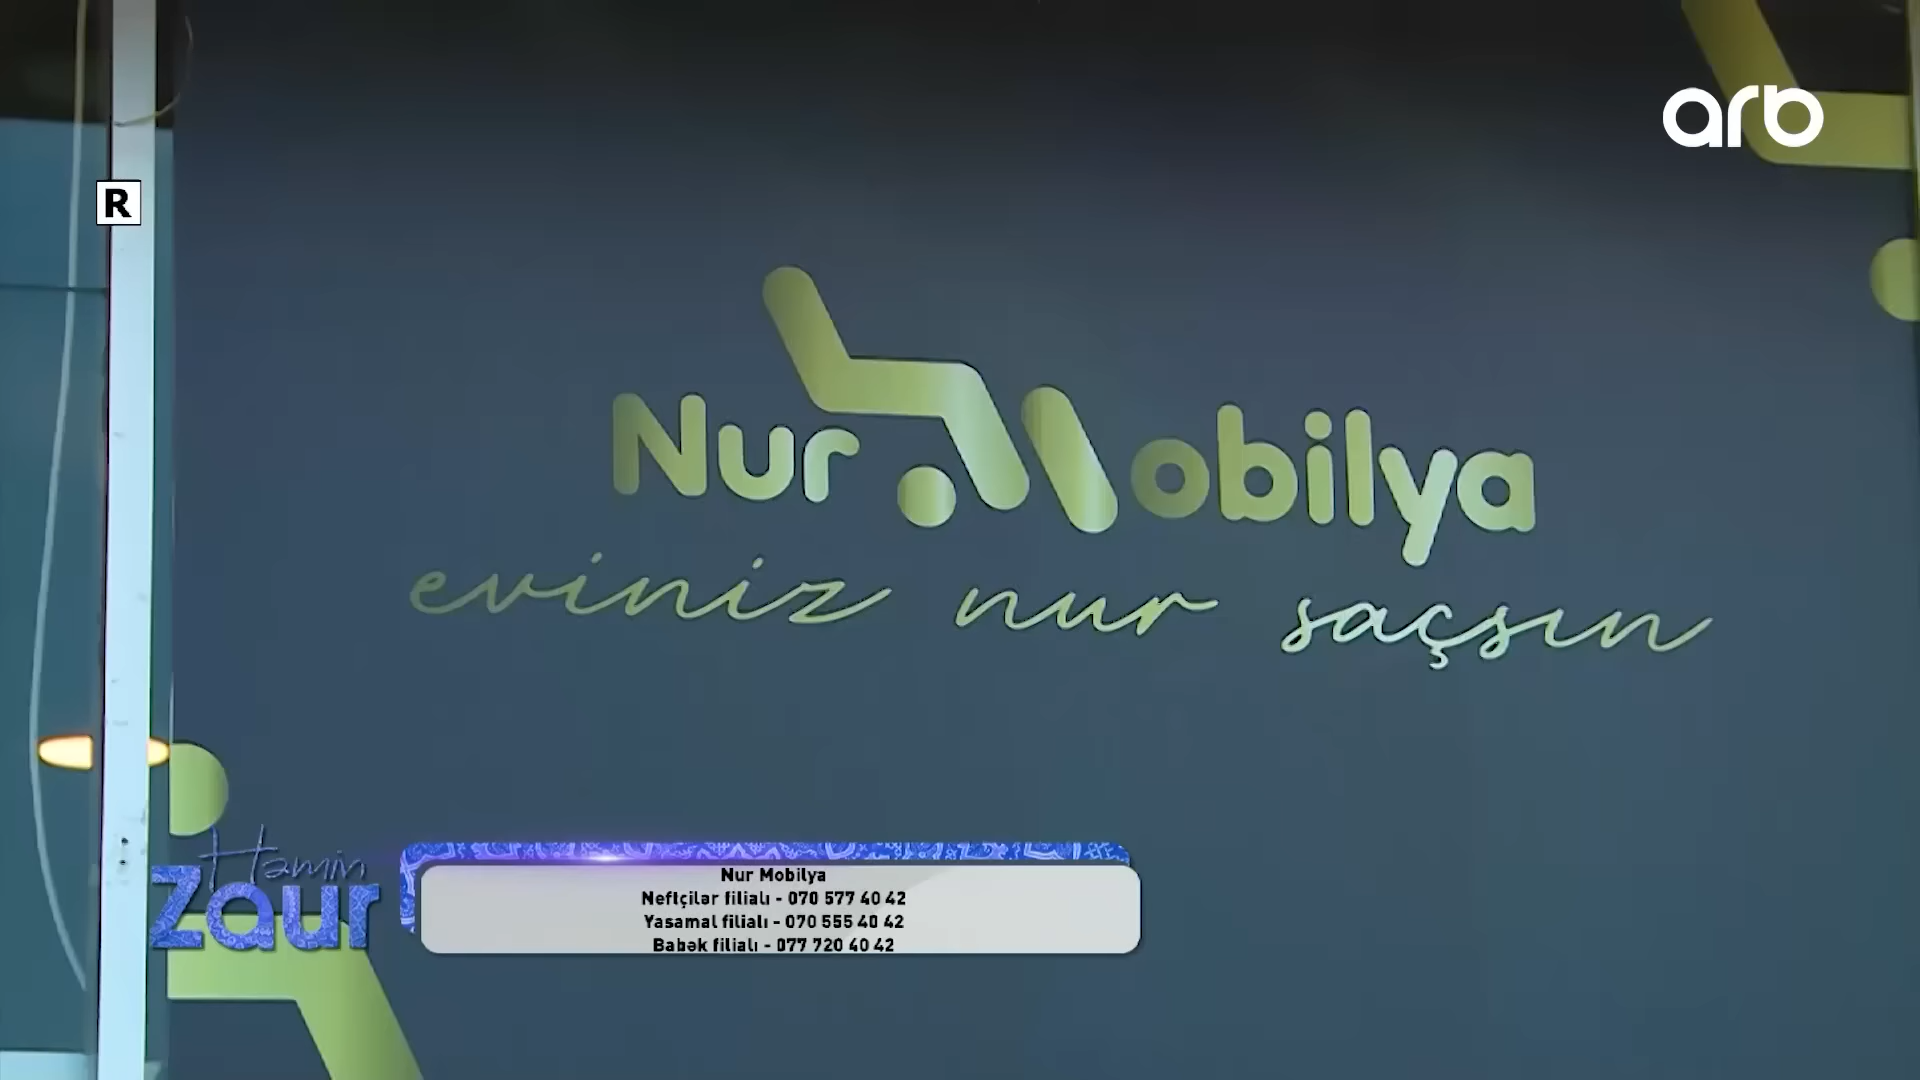 arb
R
Nur Mobilya
eviniz nur saçsın
Həmin
Zaur
Nur Mobilya
Neftçilər filialı - 070 577 40 42
Yasamal filialı - 070 555 40 42
Babək filialı - 077 720 40 42